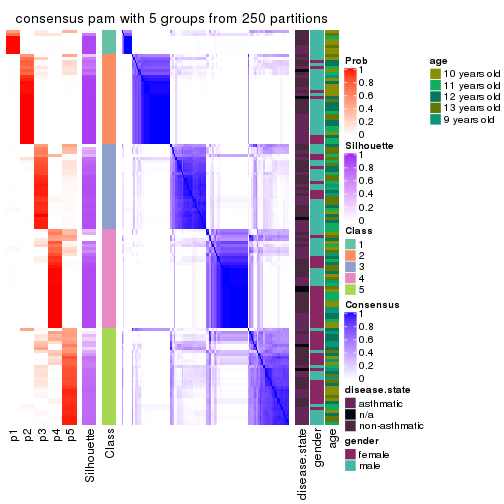 consensus pam with 5 groups from 250 partitions
p1
p2
p3
p4
p5
Silhouette
Class
disease.state
gender
age
Prob
1
0.8
0.6
0.4
0.2
0
Silhouette
1
0.8
0.6
0.4
0.2
0
Class
1
2
3
4
5
Consensus
1
0.8
0.6
0.4
0.2
0
disease.state
asthmatic
n/a
non-asthmatic
gender
female
male
age
10 years old
11 years old
12 years old
13 years old
9 years old